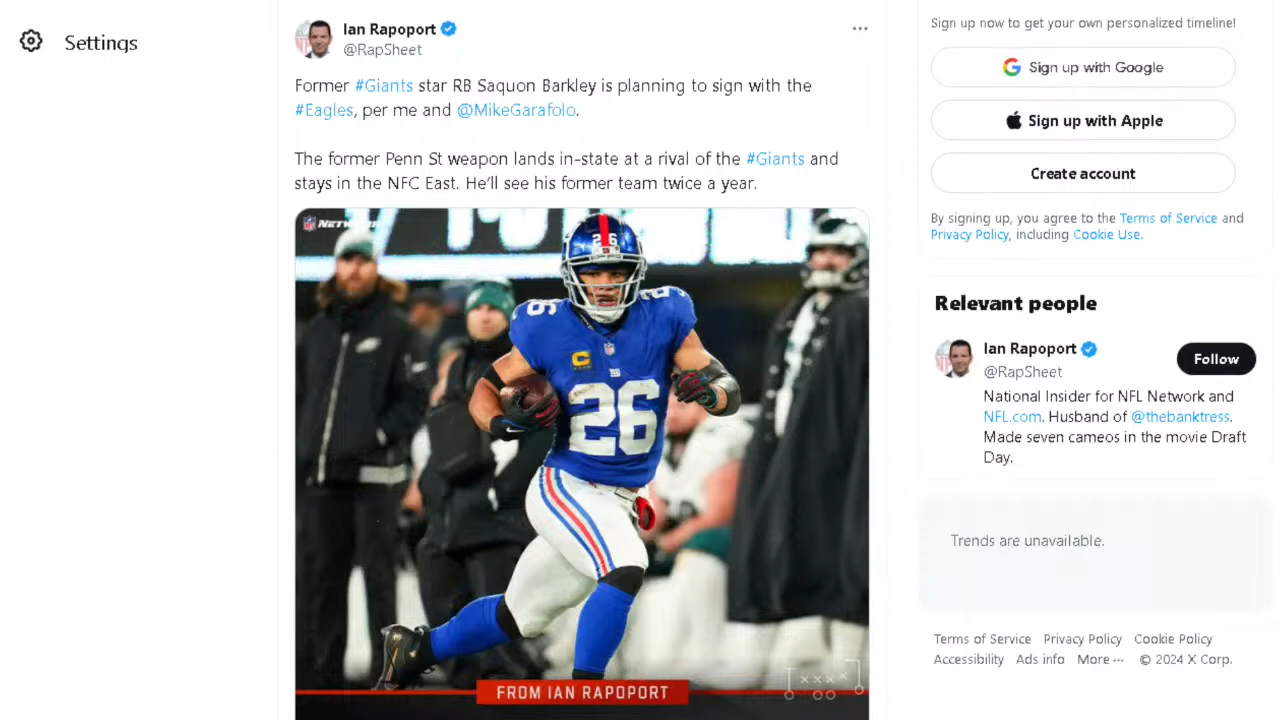 Settings
Ian Rapoport
@RapSheet
Former #Giants star RB Saquon Barkley is planning to sign with the
#Eagles, per me and @MikeGarafolo.
The former Penn St weapon lands in-state at a rival of the #Giants and
stays in the NFC East. He'll see his former team twice a year.
NFL NETWORK
26
26
26
C
26
FROM IAN RAPOPORT
Sign up now to get your own personalized timeline!
Sign up with Google
Sign up with Apple
Create account
By signing up, you agree to the Terms of Service and
Privacy Policy, including Cookie Use.
Relevant people
Ian Rapoport
@RapSheet
Follow
National Insider for NFL Network and
NFL.com. Husband of @thebanktress.
Made seven cameos in the movie Draft
Day.
Trends are unavailable.
Terms of Service Privacy Policy Cookie Policy
Accessibility Ads info More ··· © 2024 X Corp.